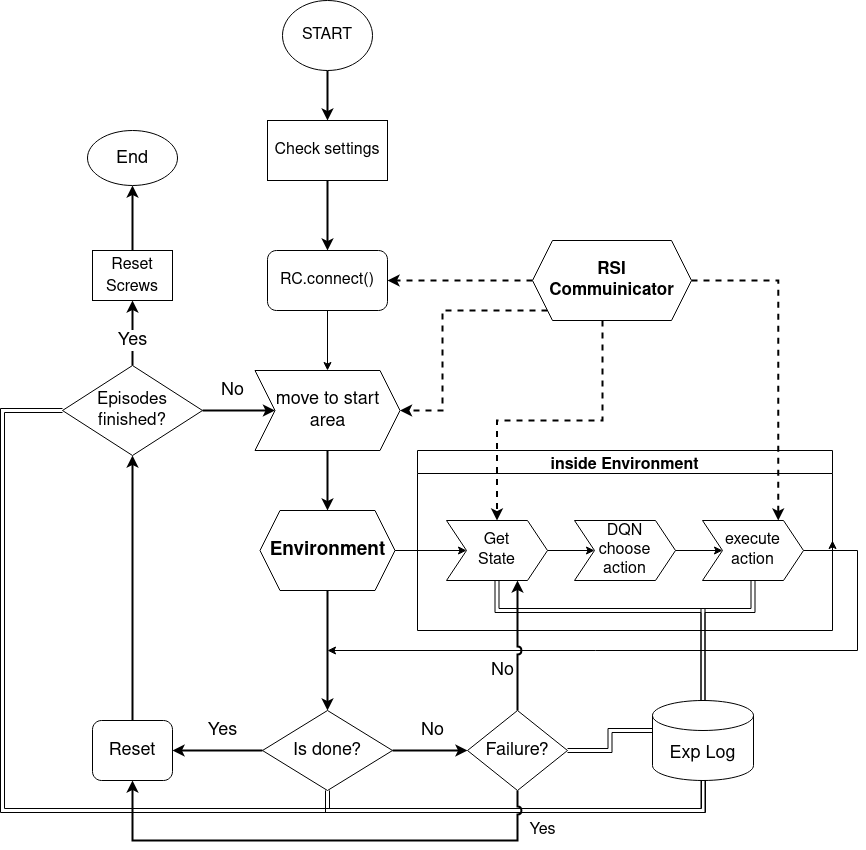 START
Check settings
End
Reset
Screws
RC.connect()
RSI
Commuinicator
Yes
Episodes
finished?
No
move to start
area
inside Environment
Environment
Get
State
DQN
choose
action
execute
action
No
Reset
Yes
Is done?
No
Failure?
Exp Log
Yes